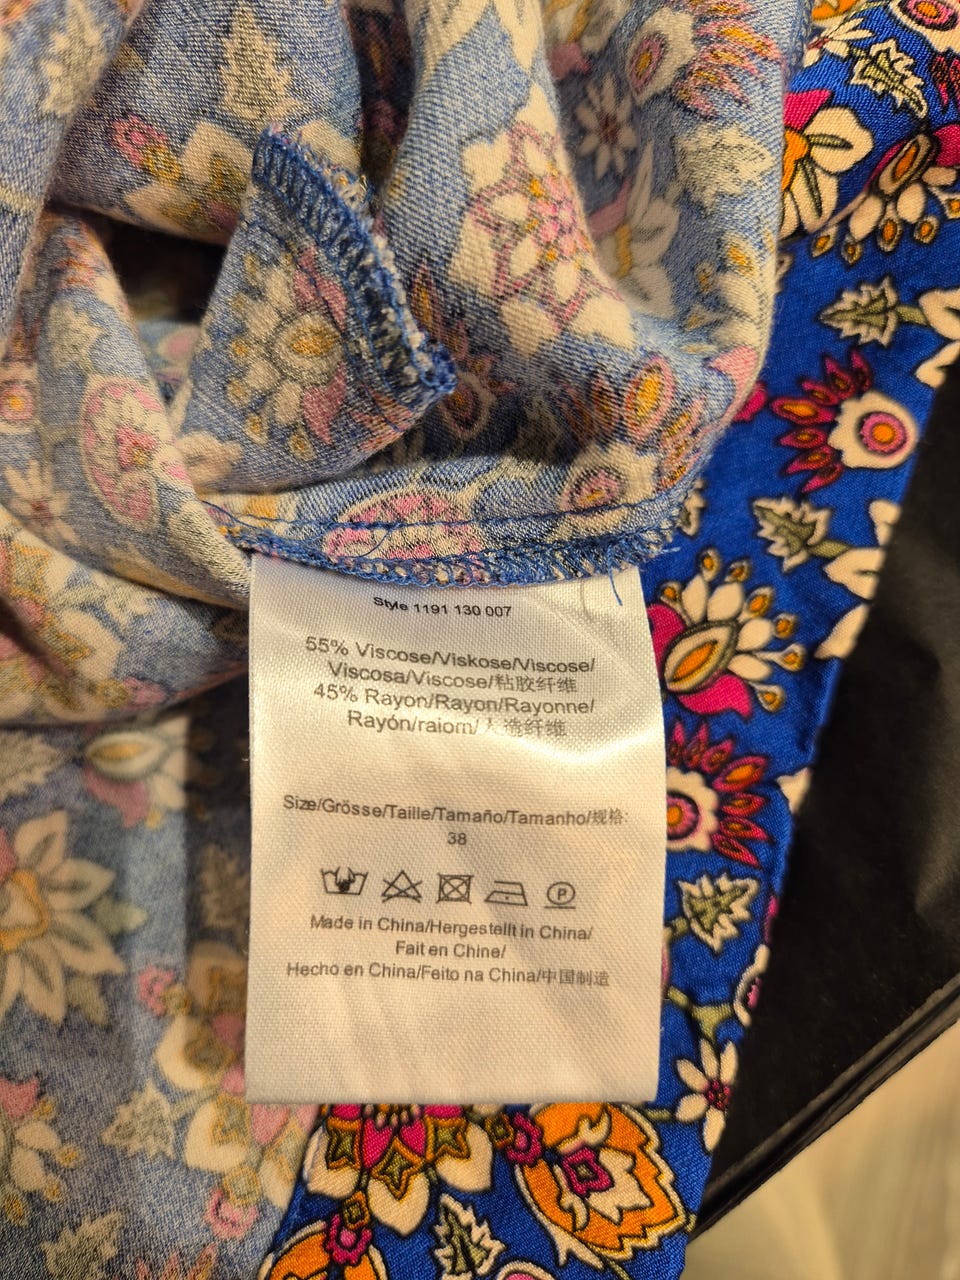 Style 1191 130 007
55% Viscose/Viskose/Viscose/
Viscosa/Viscose/粘胶纤维
45% Rayon/Rayon/Rayonne/
Rayón/raiom/人造纤维
Size/Grösse/Taille/Tamaño/Tamanho/规格:
38
P
Made in China/Hergestellt in China/
Fait en Chine/
Hecho en China/Feito na China/中国制造